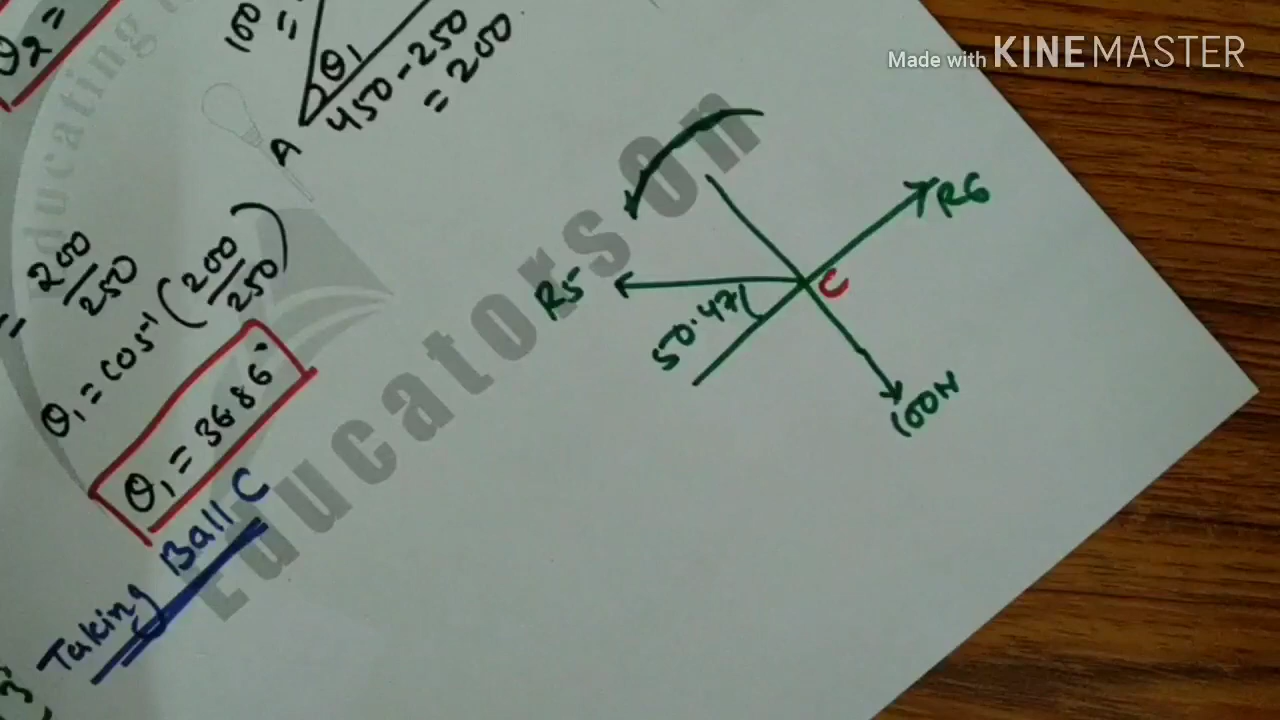 Made with KINEMASTER
θ2 =
100
=
θ1
450-250
= 200
A
= 200/250
θ1 = cos⁻¹ (200/250)
θ1 = 36.86°
Taking Ball C
R6
C
R5
50.47
100N
Educators On